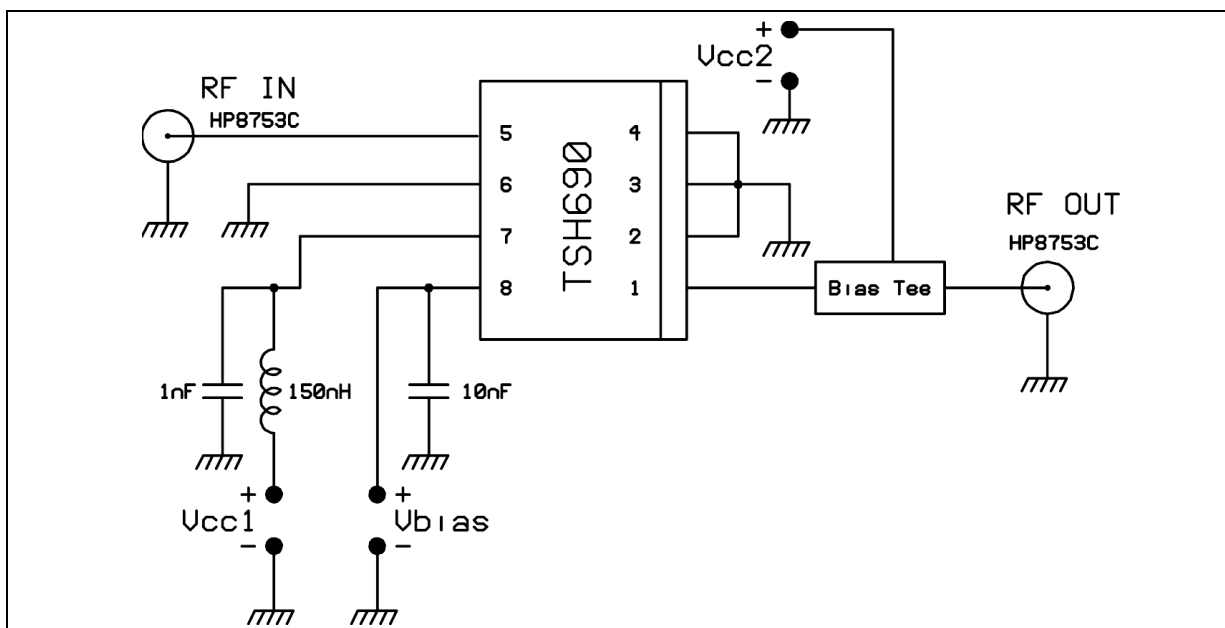 +
Vcc2
-
RF IN
HP8753C
5
6
7
8
TSH690
4
3
2
1
Bias Tee
RF OUT
HP8753C
1nF
150nH
10nF
+
Vcc1
-
+
Vbias
-